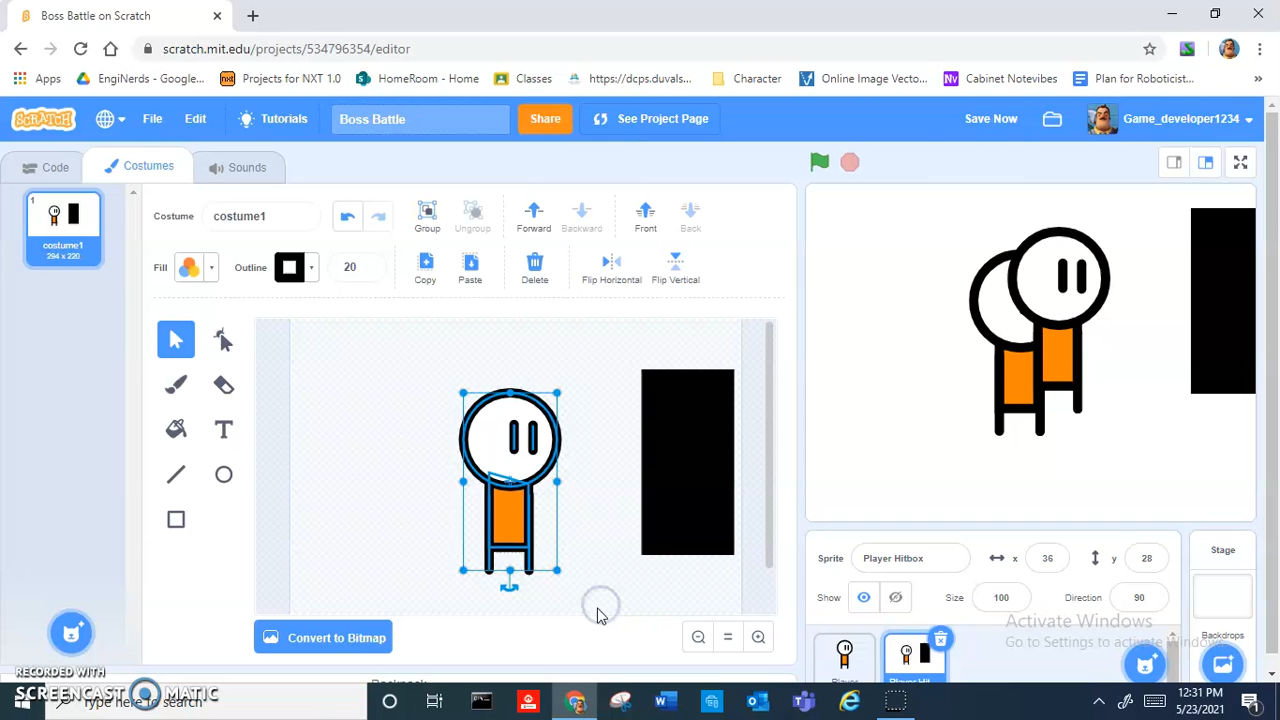 Boss Battle on Scratch
scratch.mit.edu/projects/534796354/editor
Apps EngiNerds - Google... nxt Projects for NXT 1.0 HomeRoom - Home Classes https://dcps.duvals... Character Online Image Vecto... Nv Cabinet Notevibes Plan for Roboticist...
SCRATCH File Edit Tutorials Boss Battle Share See Project Page Save Now Game_developer1234
Code Costumes Sounds
1
costume1
294 x 220
Costume costume1 Group Ungroup Forward Backward Front Back
Fill Outline 20 Copy Paste Delete Flip Horizontal Flip Vertical
T
Convert to Bitmap
Sprite Player Hitbox x 36 y 28
Show Size 100 Direction 90
Stage
Backdrops
Activate Windows
Go to Settings to activate Windows.
Player
RECORDED WITH
SCREENCAST MATIC
here to search
12:31 PM
5/23/2021